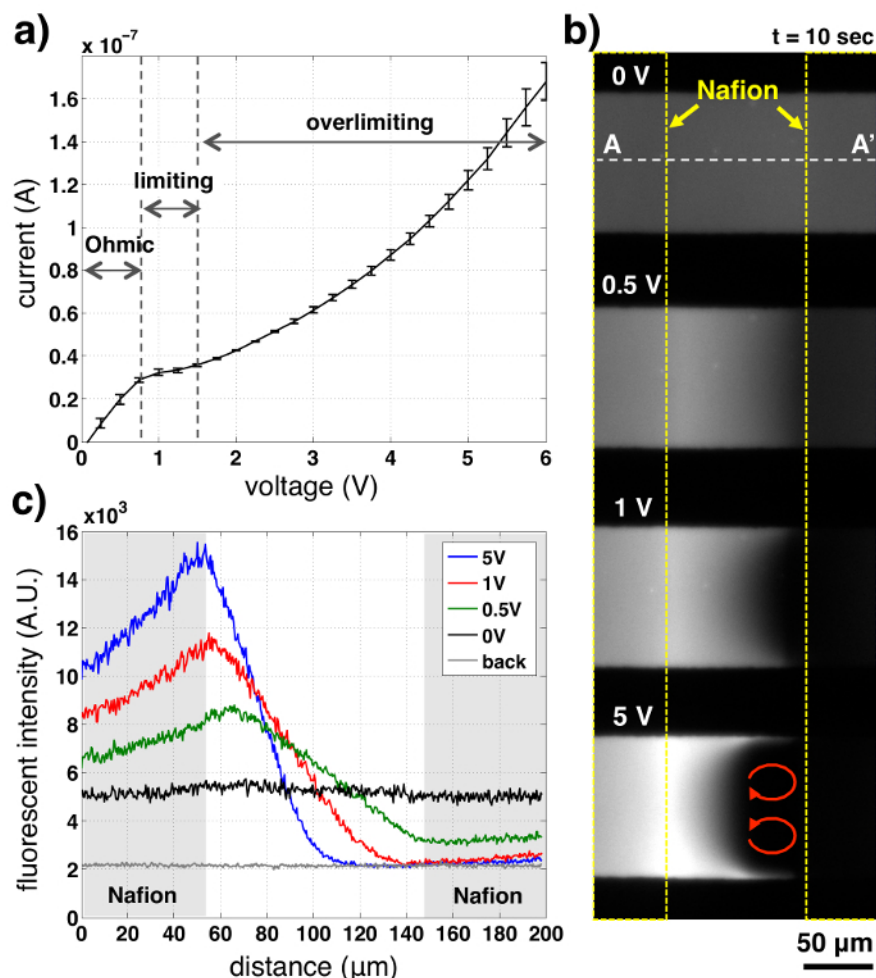 a)
x 10⁻⁷
1.6
1.4
1.2
1
0.8
0.6
0.4
0.2
0
current (A)
overlimiting
limiting
Ohmic
0 1 2 3 4 5 6
voltage (V)
b)
t = 10 sec
0 V
Nafion
A A'
0.5 V
1 V
5 V
50 µm
c)
x10³
16
14
12
10
8
6
4
2
0
fluorescent intensity (A.U.)
5V
1V
0.5V
0V
back
Nafion Nafion
0 20 40 60 80 100 120 140 160 180 200
distance (µm)